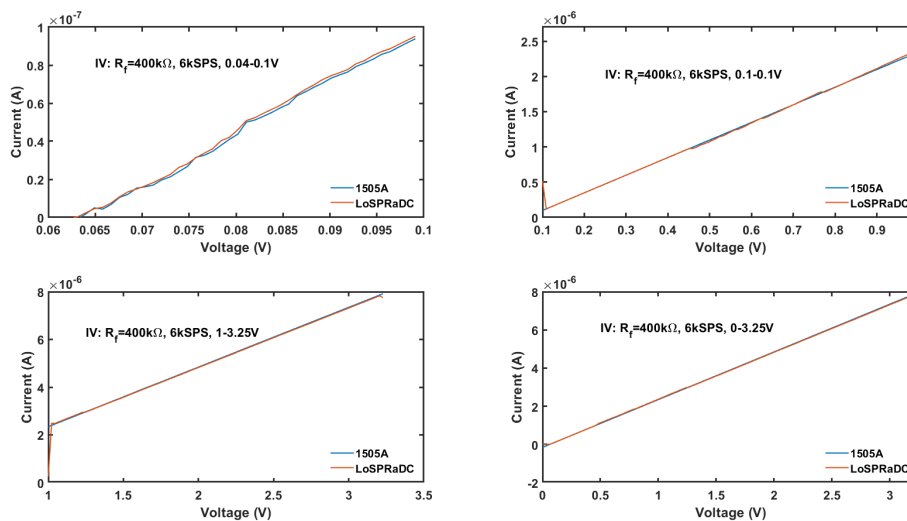 ×10-7
1
0.8
0.6
0.4
0.2
0
Current (A)
IV: Rf=400kΩ, 6kSPS, 0.04-0.1V
1505A
LoSPRaDC
0.06 0.065 0.07 0.075 0.08 0.085 0.09 0.095 0.1
Voltage (V)
×10-6
2.5
2
1.5
1
0.5
0
Current (A)
IV: Rf=400kΩ, 6kSPS, 0.1-0.1V
1505A
LoSPRaDC
0.1 0.2 0.3 0.4 0.5 0.6 0.7 0.8 0.9
Voltage (V)
×10-6
8
6
4
2
0
Current (A)
IV: Rf=400kΩ, 6kSPS, 1-3.25V
1505A
LoSPRaDC
1 1.5 2 2.5 3 3.5
Voltage (V)
×10-6
8
6
4
2
0
-2
Current (A)
IV: Rf=400kΩ, 6kSPS, 0-3.25V
1505A
LoSPRaDC
0 0.5 1 1.5 2 2.5 3
Voltage (V)